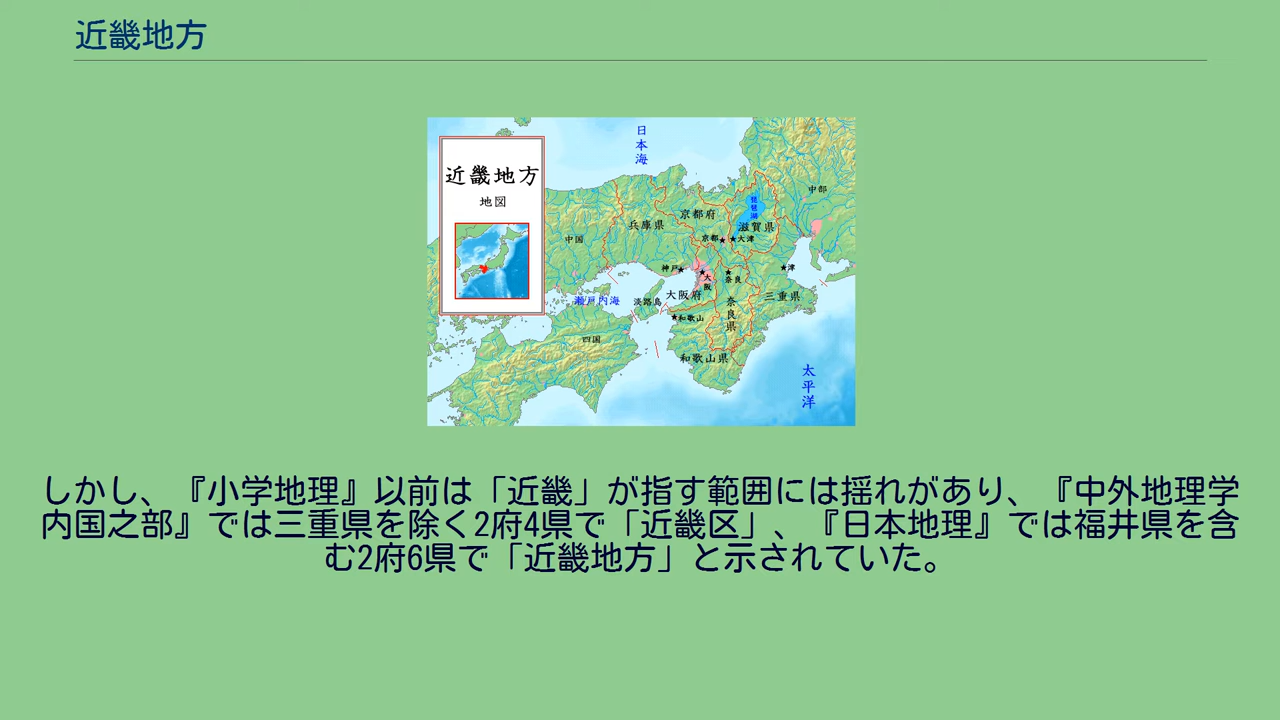 近畿地方
近畿地方
地図
日本海
中部
琵琶湖
京都府
兵庫県
滋賀県
中国
京都
大津
神戸
大阪
奈良
津
瀬戸内海
淡路島
大阪府
三重県
奈良県
和歌山
四国
和歌山県
太平洋
しかし、『小学地理』以前は「近畿」が指す範囲には揺れがあり、『中外地理学
内国之部』では三重県を除く2府4県で「近畿区」、『日本地理』では福井県を含
む2府6県で「近畿地方」と示されていた。